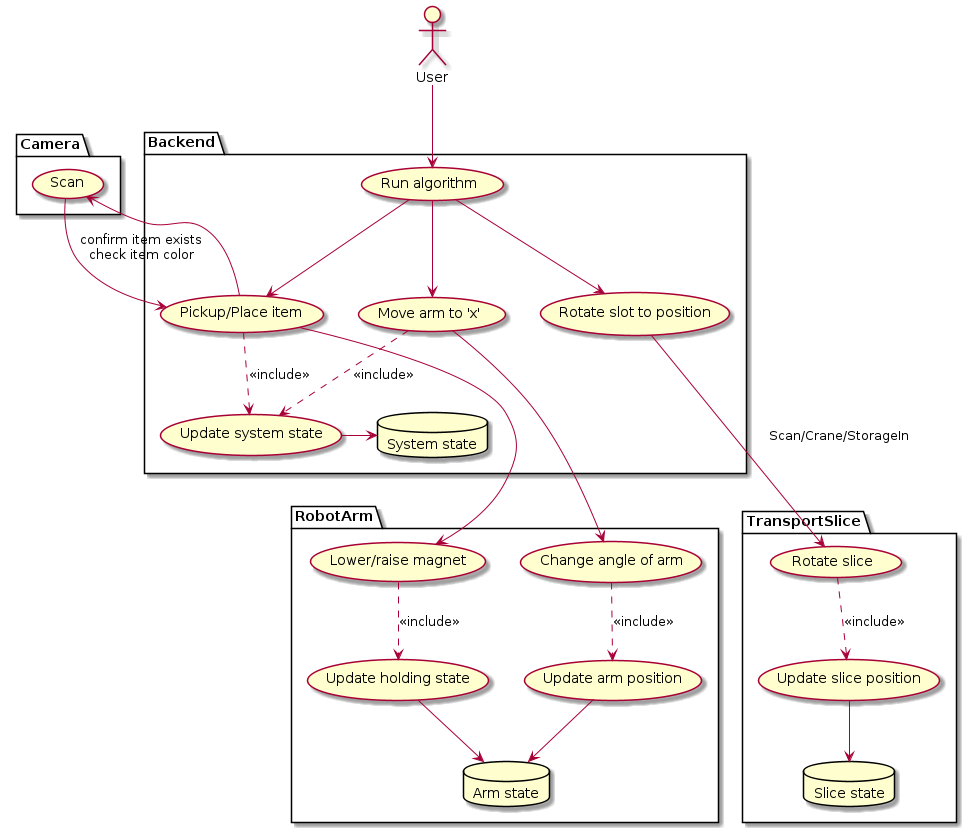 User
Camera
Backend
Scan
Run algorithm
confirm item exists
check item color
Pickup/Place item
Move arm to 'x'
Rotate slot to position
«include»
«include»
Update system state
System state
Scan/Crane/StorageIn
RobotArm
TransportSlice
Lower/raise magnet
Change angle of arm
Rotate slice
«include»
«include»
«include»
Update holding state
Update arm position
Update slice position
Arm state
Slice state